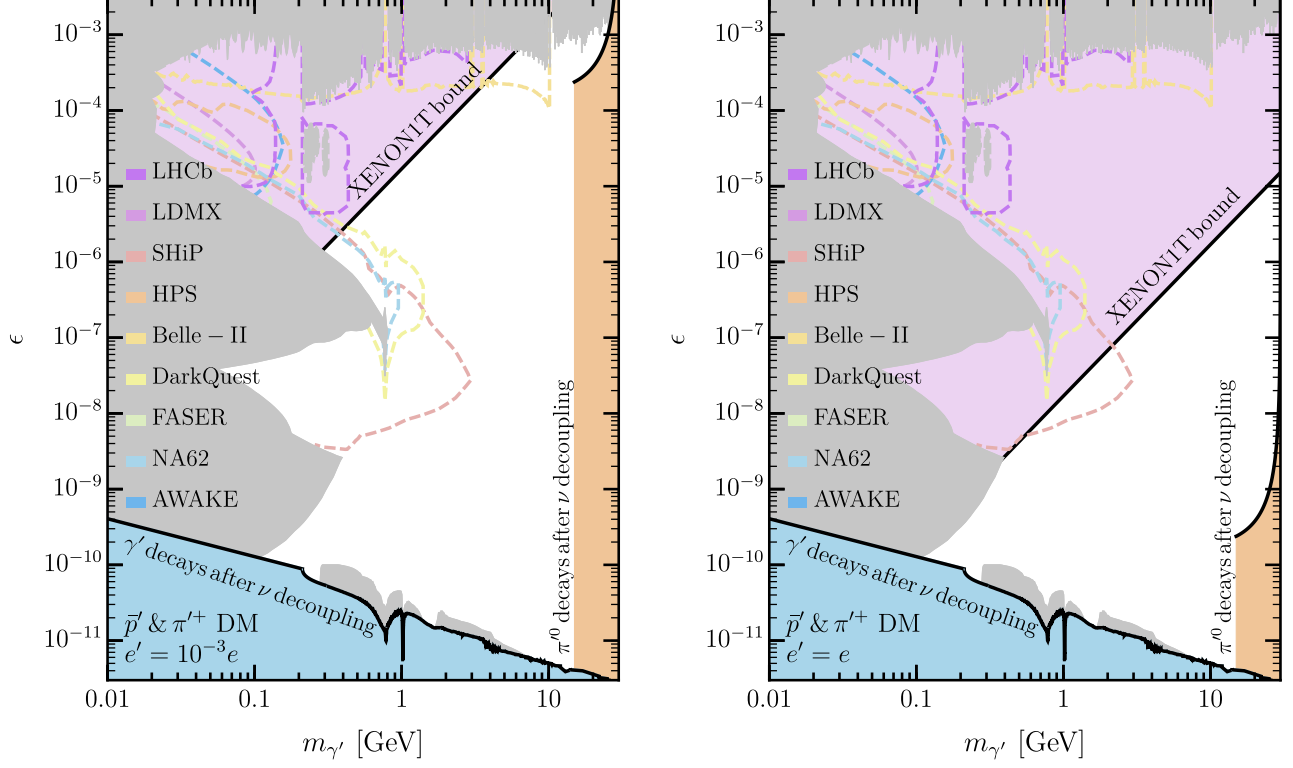 10⁻³
10⁻⁴
10⁻⁵
10⁻⁶
10⁻⁷
10⁻⁸
10⁻⁹
10⁻¹⁰
10⁻¹¹
ϵ
LHCb
LDMX
SHiP
HPS
Belle − II
DarkQuest
FASER
NA62
AWAKE
XENON1T bound
π′⁰ decays after ν decoupling
γ′ decays after ν decoupling
p̄′ & π′⁺ DM
e′ = 10⁻³e
0.01 0.1 1 10
m_γ′ [GeV]
ϵ
LHCb
LDMX
SHiP
HPS
Belle − II
DarkQuest
FASER
NA62
AWAKE
XENON1T bound
π′⁰ decays after ν decoupling
γ′ decays after ν decoupling
p̄′ & π′⁺ DM
e′ = e
10⁻³
10⁻⁴
10⁻⁵
10⁻⁶
10⁻⁷
10⁻⁸
10⁻⁹
10⁻¹⁰
10⁻¹¹
0.01 0.1 1 10
m_γ′ [GeV]